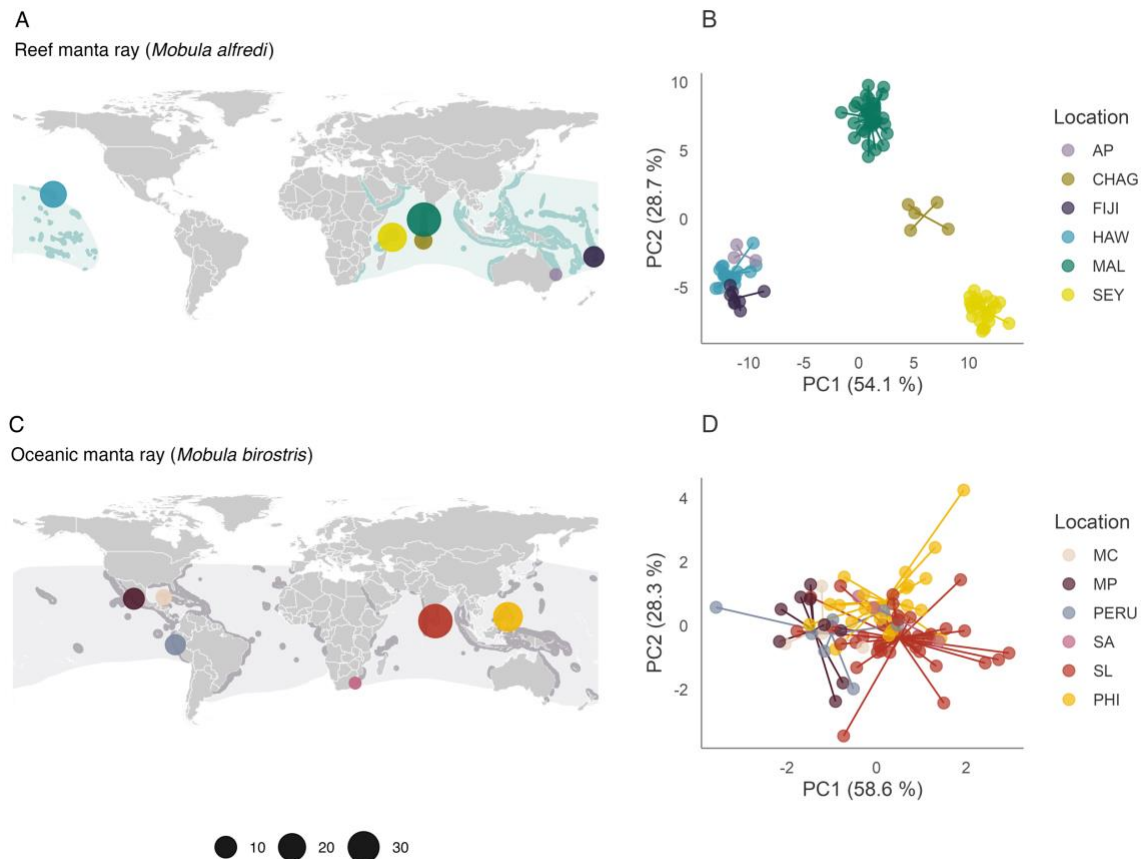 A
Reef manta ray (Mobula alfredi)
B
10
5
0
-5
PC2 (28.7 %)
-10
-5
0
5
10
PC1 (54.1 %)
Location
AP
CHAG
FIJI
HAW
MAL
SEY
C
Oceanic manta ray (Mobula birostris)
D
4
2
0
-2
PC2 (28.3 %)
-2
0
2
PC1 (58.6 %)
Location
MC
MP
PERU
SA
SL
PHI
10
20
30